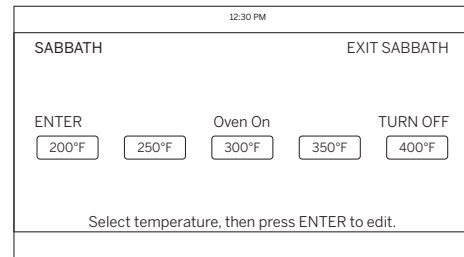 12:30 PM
SABBATH EXIT SABBATH
ENTER Oven On TURN OFF
200°F 250°F 300°F 350°F 400°F
Select temperature, then press ENTER to edit.